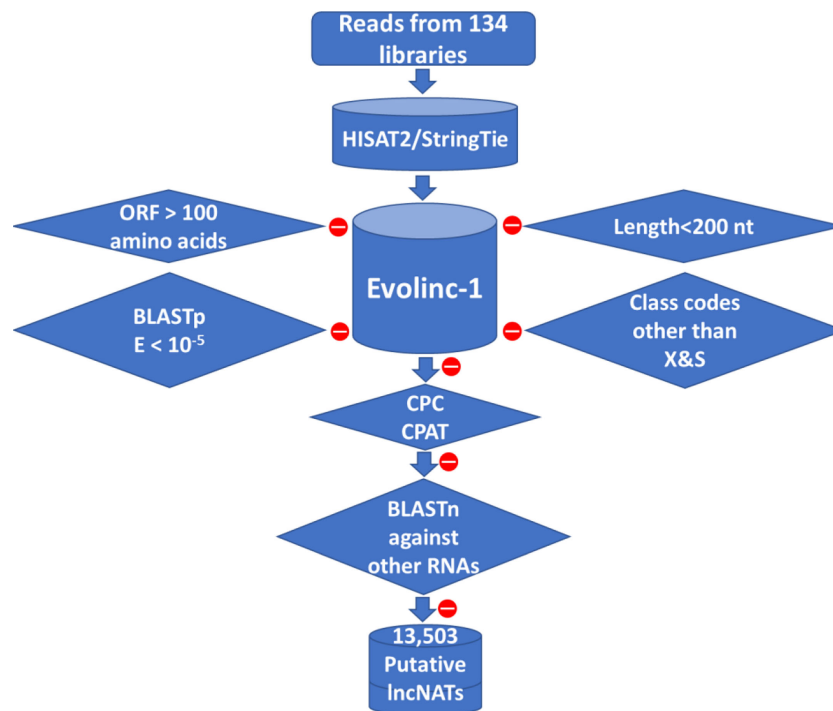 Reads from 134
libraries
HISAT2/StringTie
ORF > 100
amino acids
Length<200 nt
Evolinc-1
BLASTp
E < 10⁻⁵
Class codes
other than
X&S
CPC
CPAT
BLASTn
against
other RNAs
13,503
Putative
lncNATs